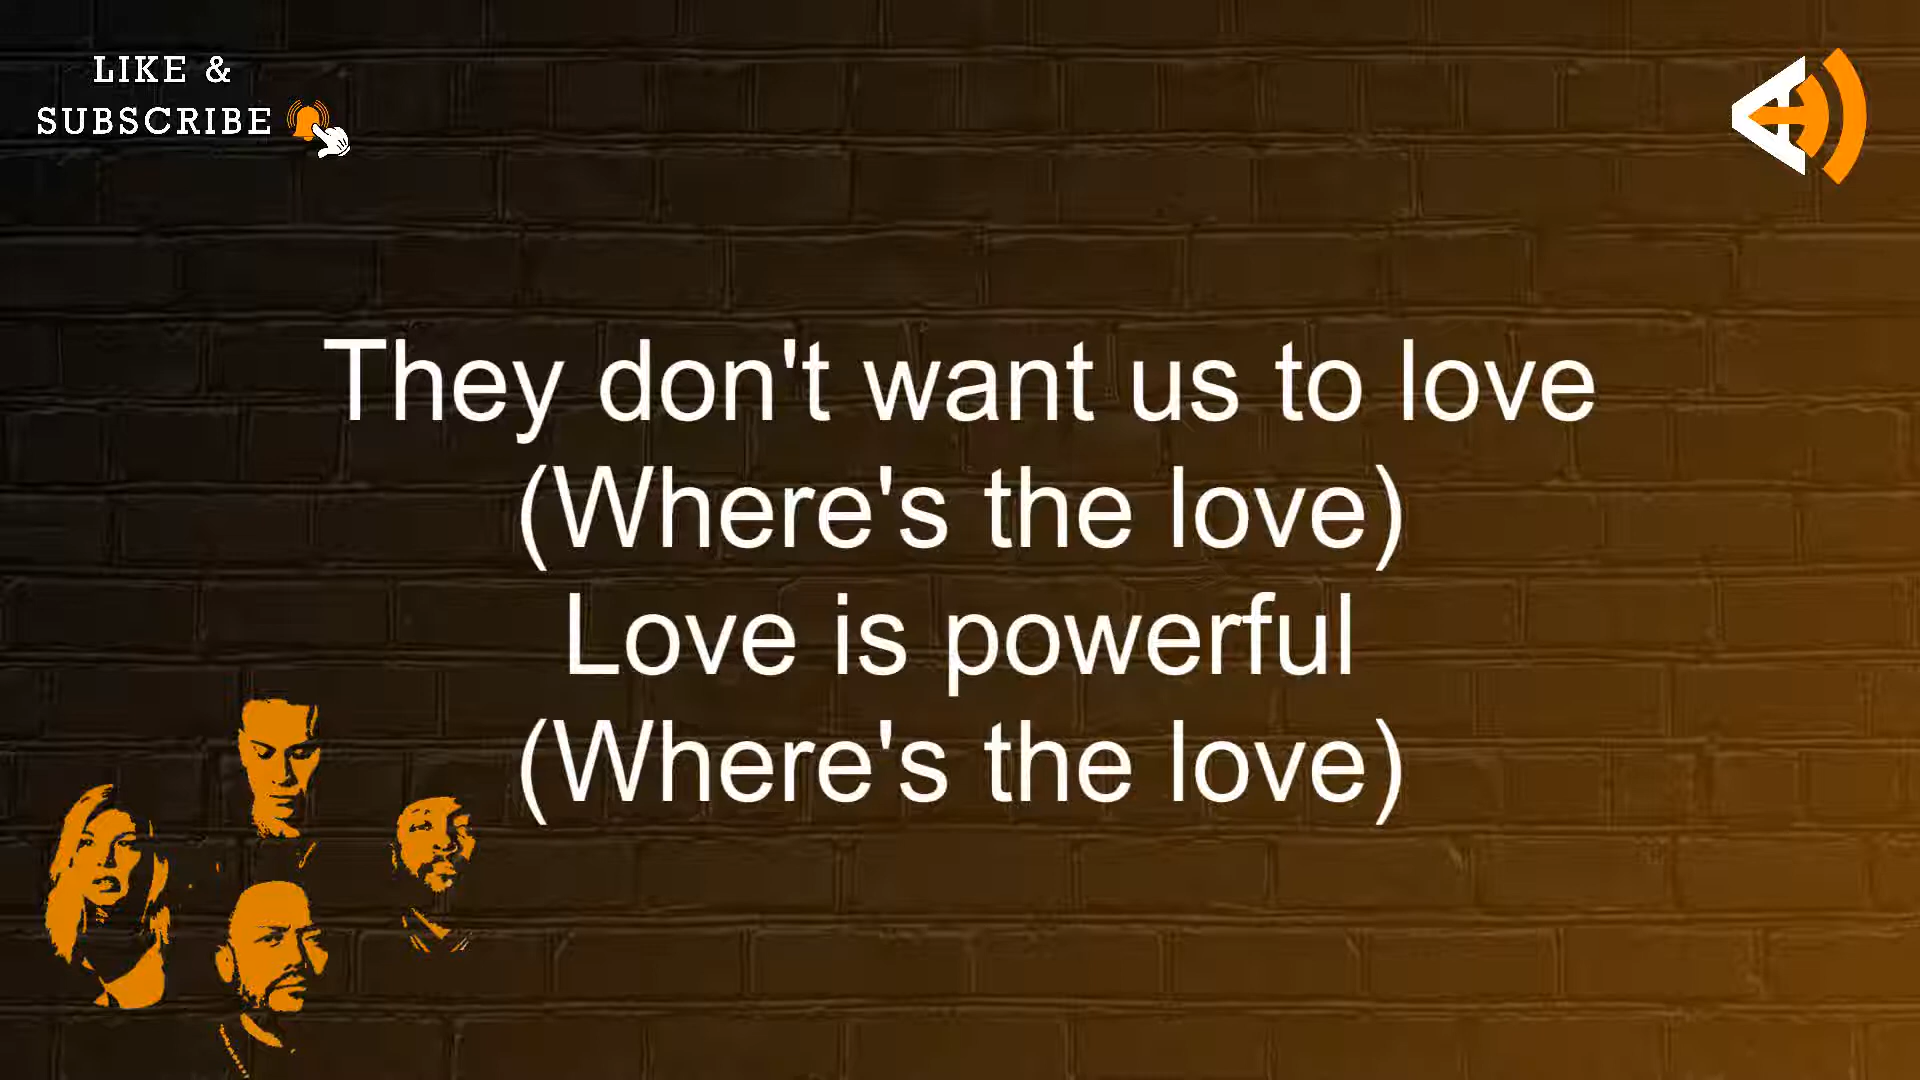 LIKE &
SUBSCRIBE
They don't want us to love
(Where's the love)
Love is powerful
(Where's the love)